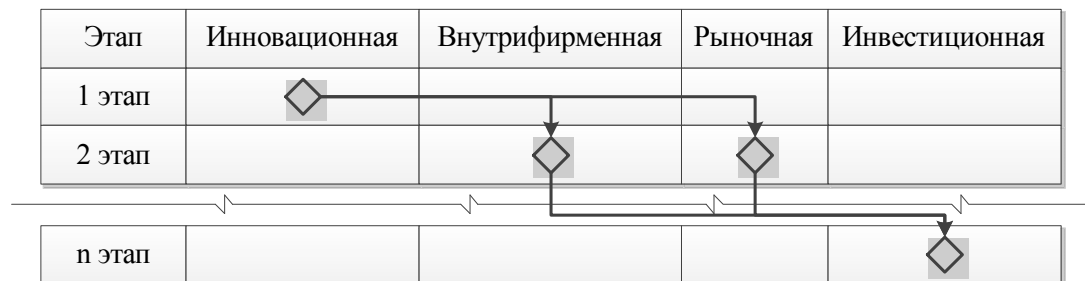 Этап Инновационная Внутрифирменная Рыночная Инвестиционная
1 этап
2 этап
n этап